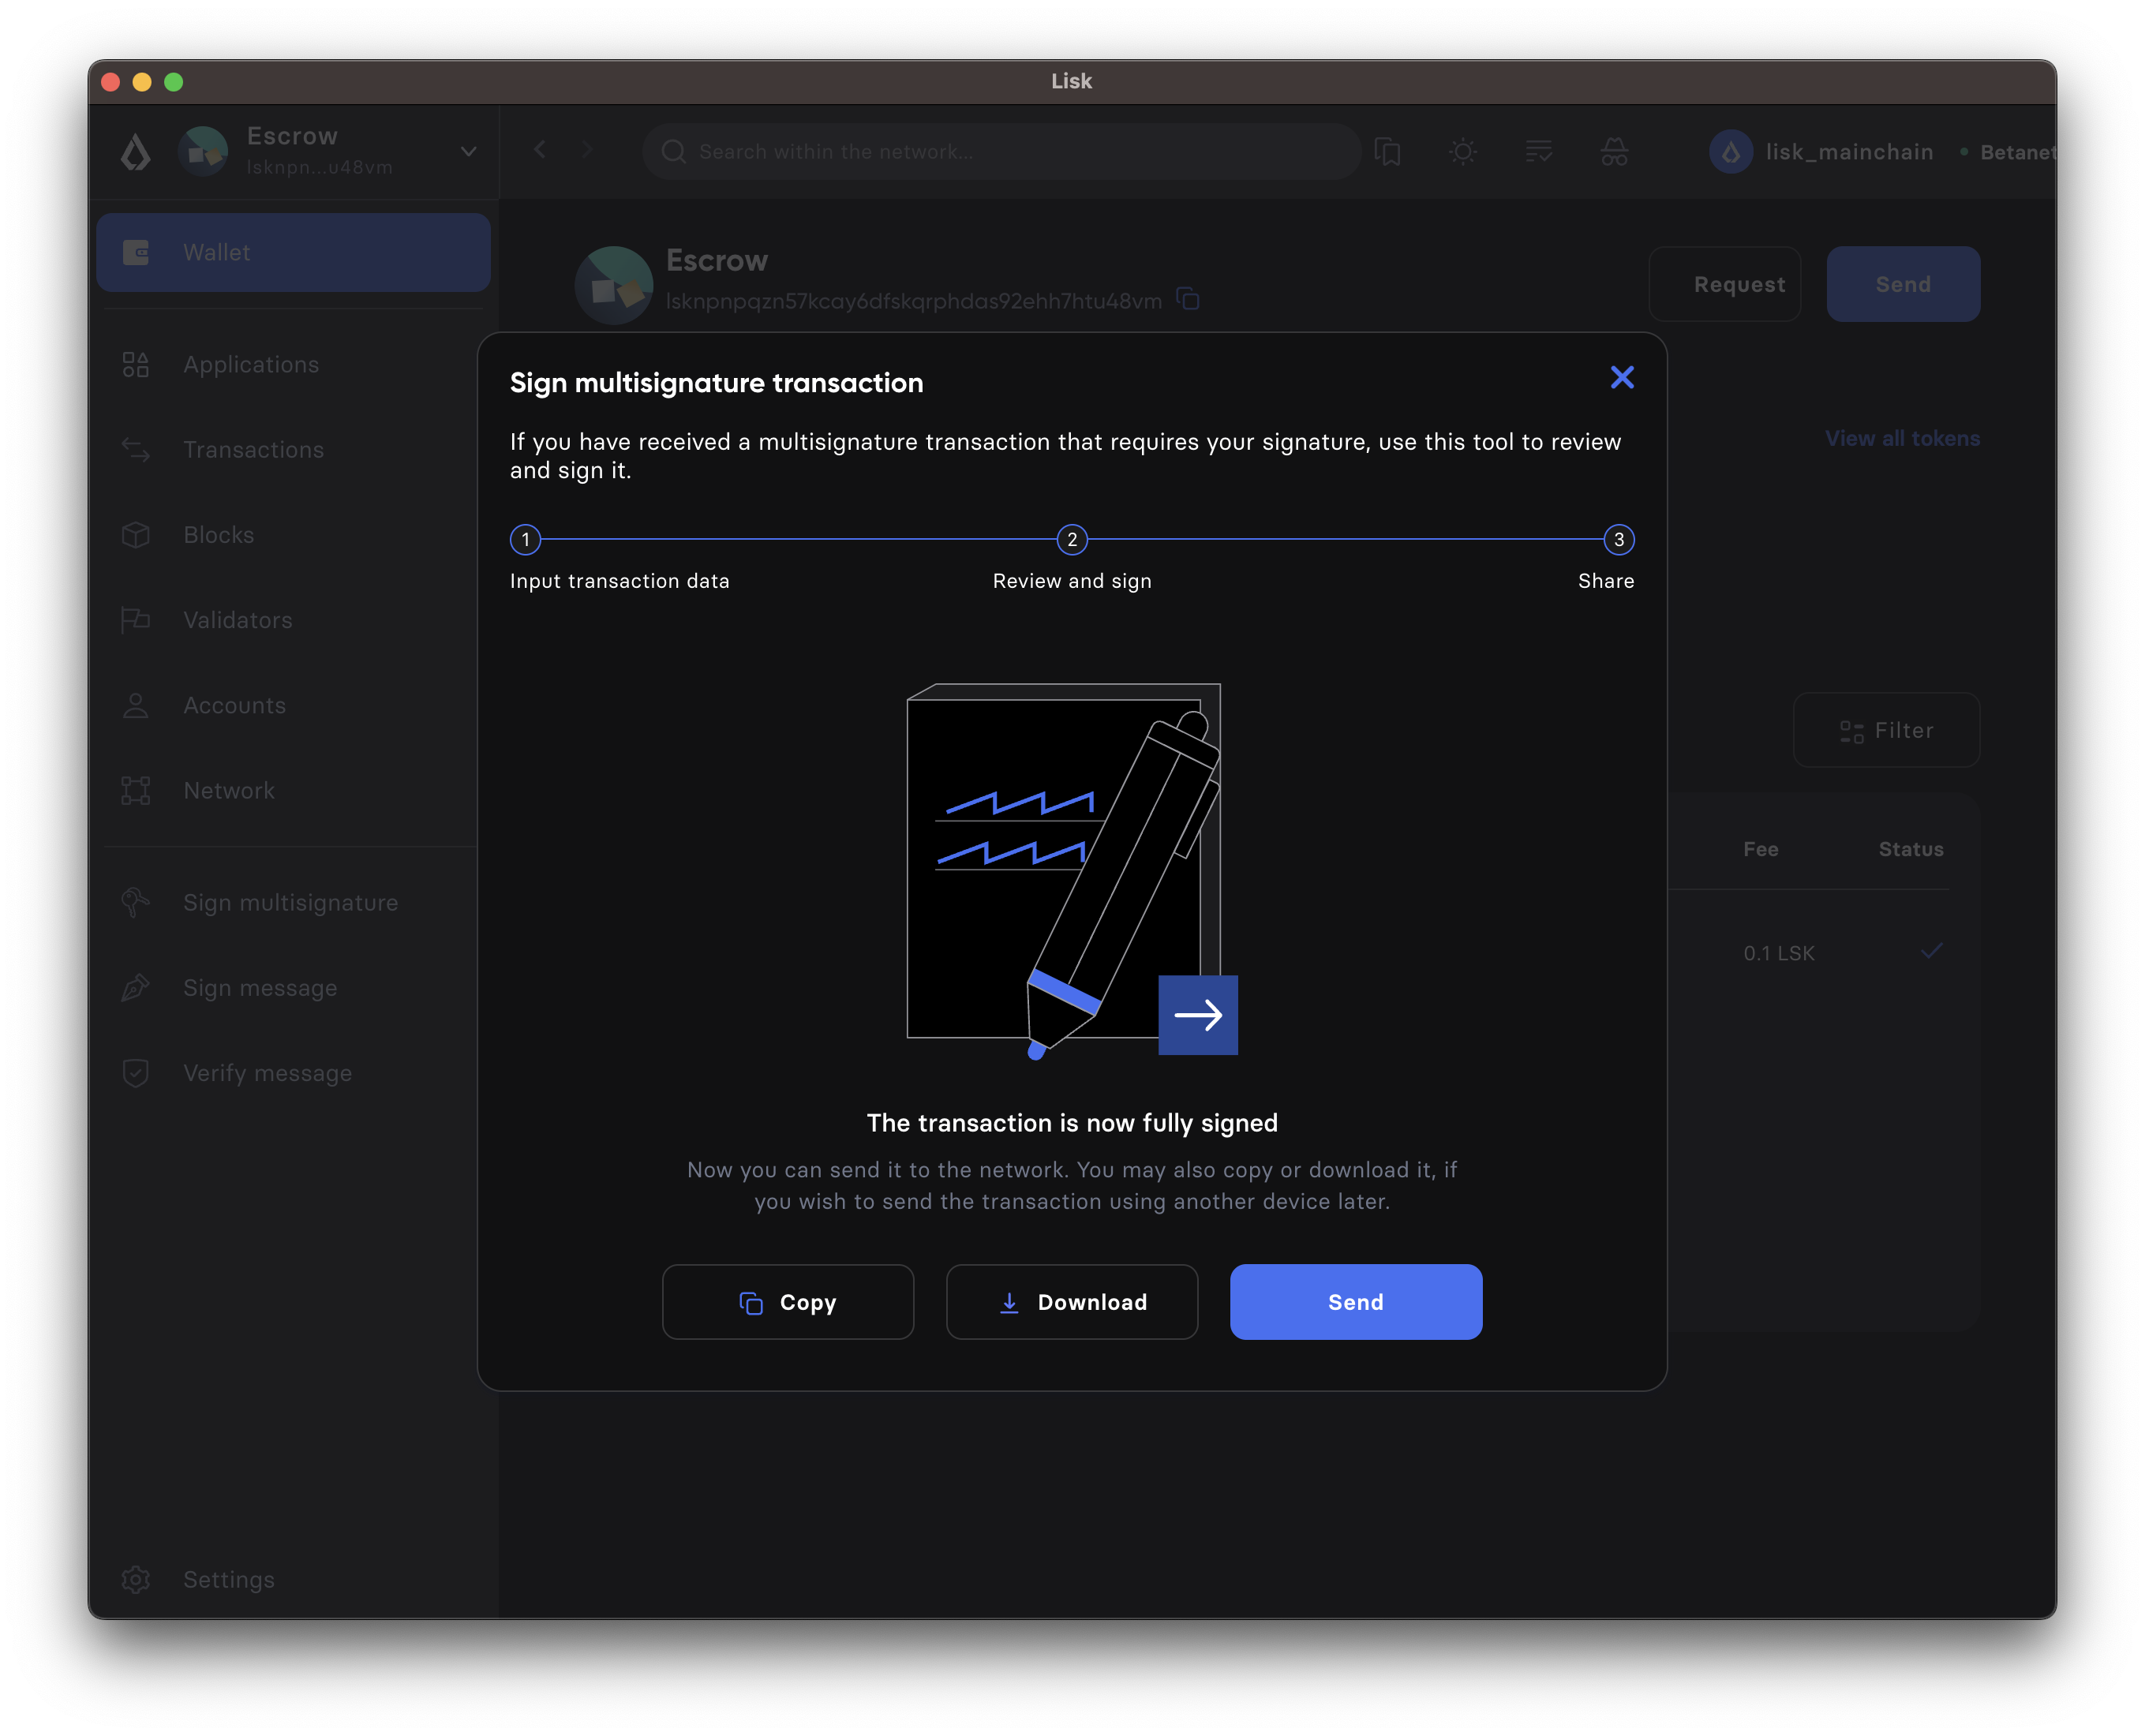 Lisk
Escrow
lsknpn...u48vm
Search within the network...
lisk_mainchain
Betanet
Wallet
Applications
Transactions
Blocks
Validators
Accounts
Network
Sign multisignature
Sign message
Verify message
Settings
Escrow
lsknpnpqzn57kcay6dfskqrphdas92ehh7htu48vm
Request
Send
View all tokens
Filter
Fee
Status
0.1 LSK
Sign multisignature transaction
If you have received a multisignature transaction that requires your signature, use this tool to review
and sign it.
1
2
3
Input transaction data
Review and sign
Share
The transaction is now fully signed
Now you can send it to the network. You may also copy or download it, if
you wish to send the transaction using another device later.
Copy
Download
Send